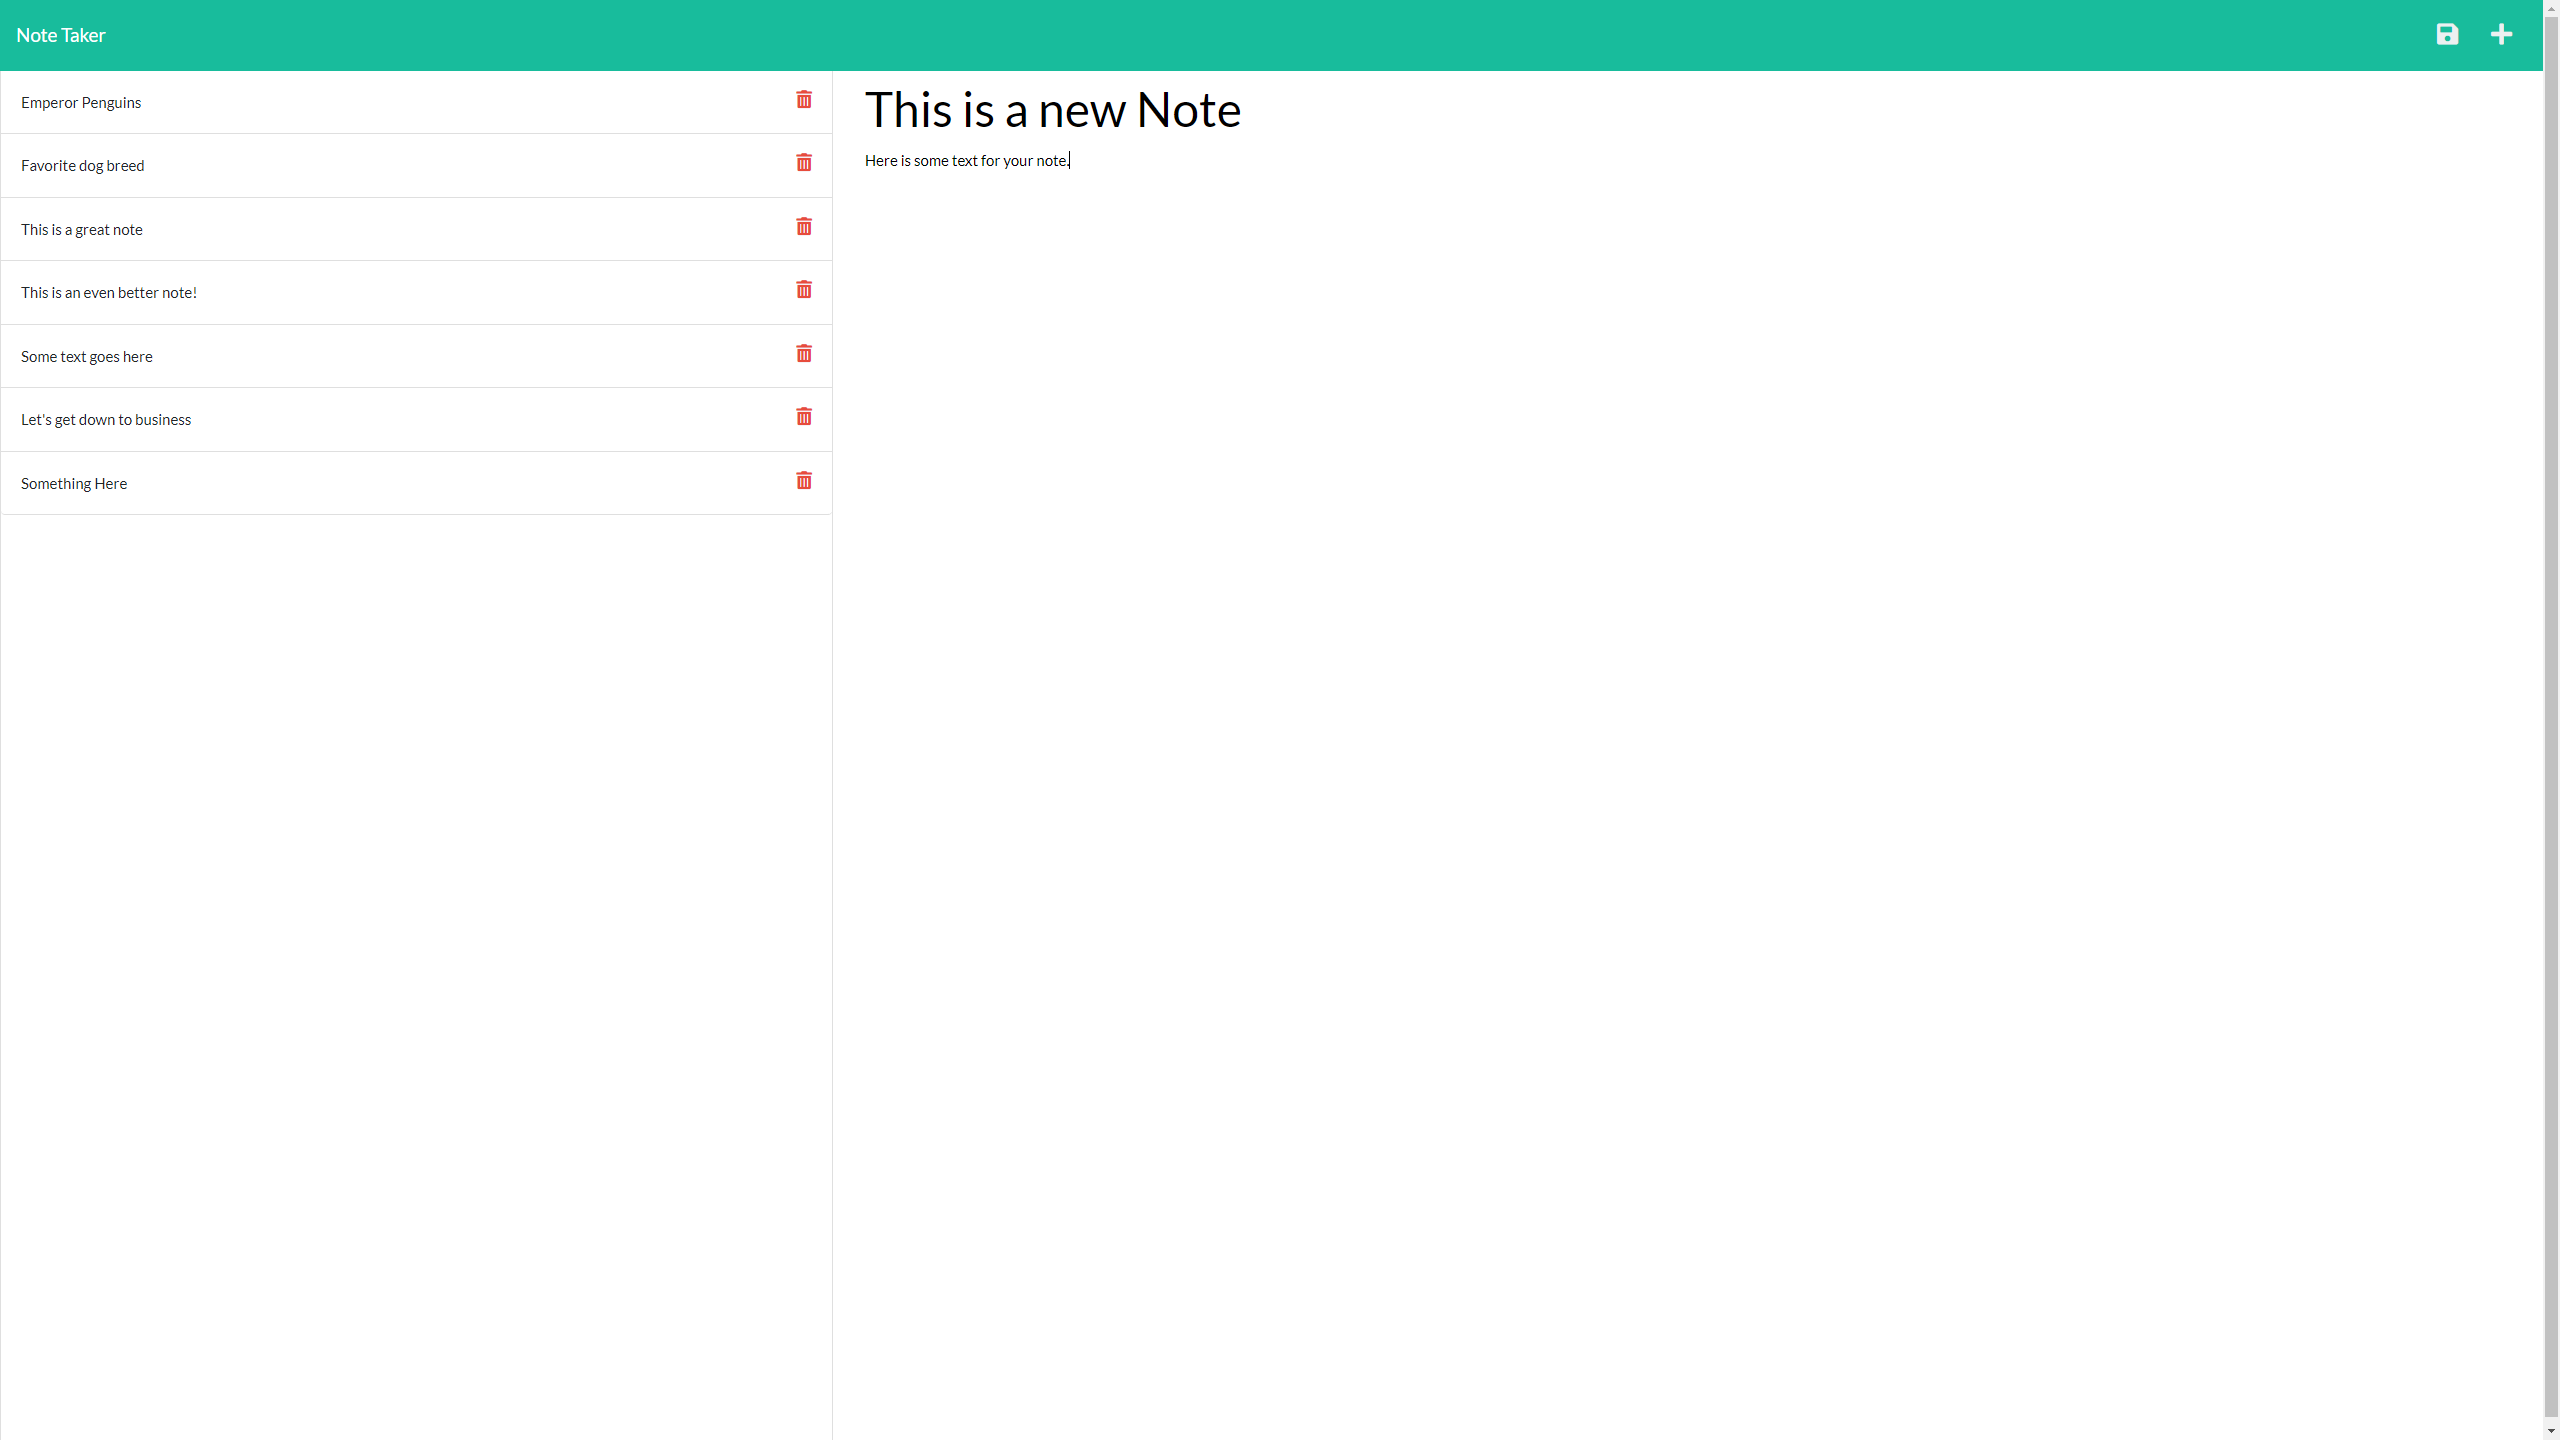 Note Taker
Emperor Penguins
Favorite dog breed
This is a great note
This is an even better note!
Some text goes here
Let's get down to business
Something Here
This is a new Note
Here is some text for your note.